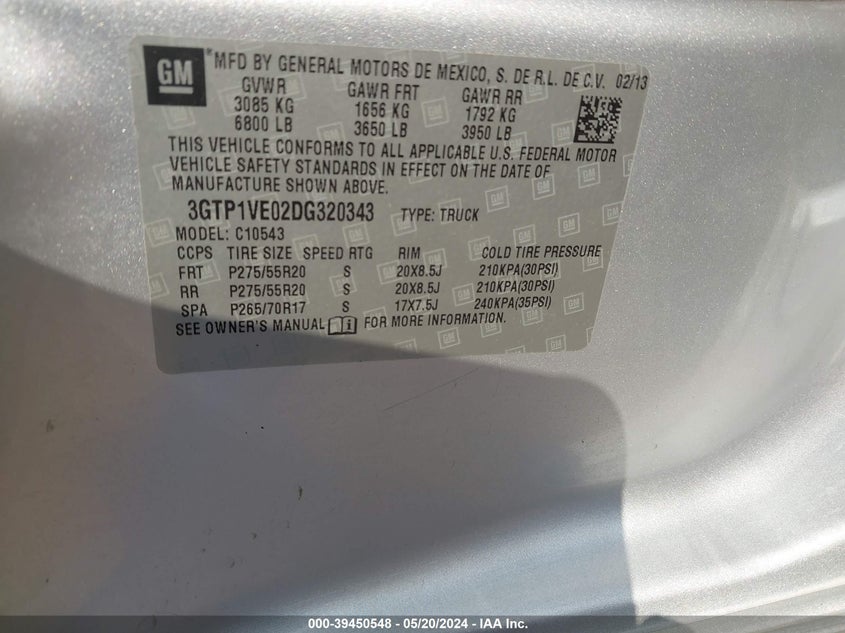 GM *MFD BY GENERAL MOTORS DE MEXICO, S. DE R.L. DE C.V. 02/13
GVWR GAWR FRT GAWR RR
3085 KG 1656 KG 1792 KG
6800 LB 3650 LB 3950 LB
THIS VEHICLE CONFORMS TO ALL APPLICABLE U.S. FEDERAL MOTOR
VEHICLE SAFETY STANDARDS IN EFFECT ON THE DATE OF
MANUFACTURE SHOWN ABOVE.
3GTP1VE02DG320343 TYPE: TRUCK
MODEL: C10543
CCPS TIRE SIZE SPEED RTG RIM COLD TIRE PRESSURE
FRT P275/55R20 S 20X8.5J 210KPA(30PSI)
RR P275/55R20 S 20X8.5J 210KPA(30PSI)
SPA P265/70R17 S 17X7.5J 240KPA(35PSI)
SEE OWNER'S MANUAL FOR MORE INFORMATION.
000-39450548 - 05/20/2024 - IAA Inc.